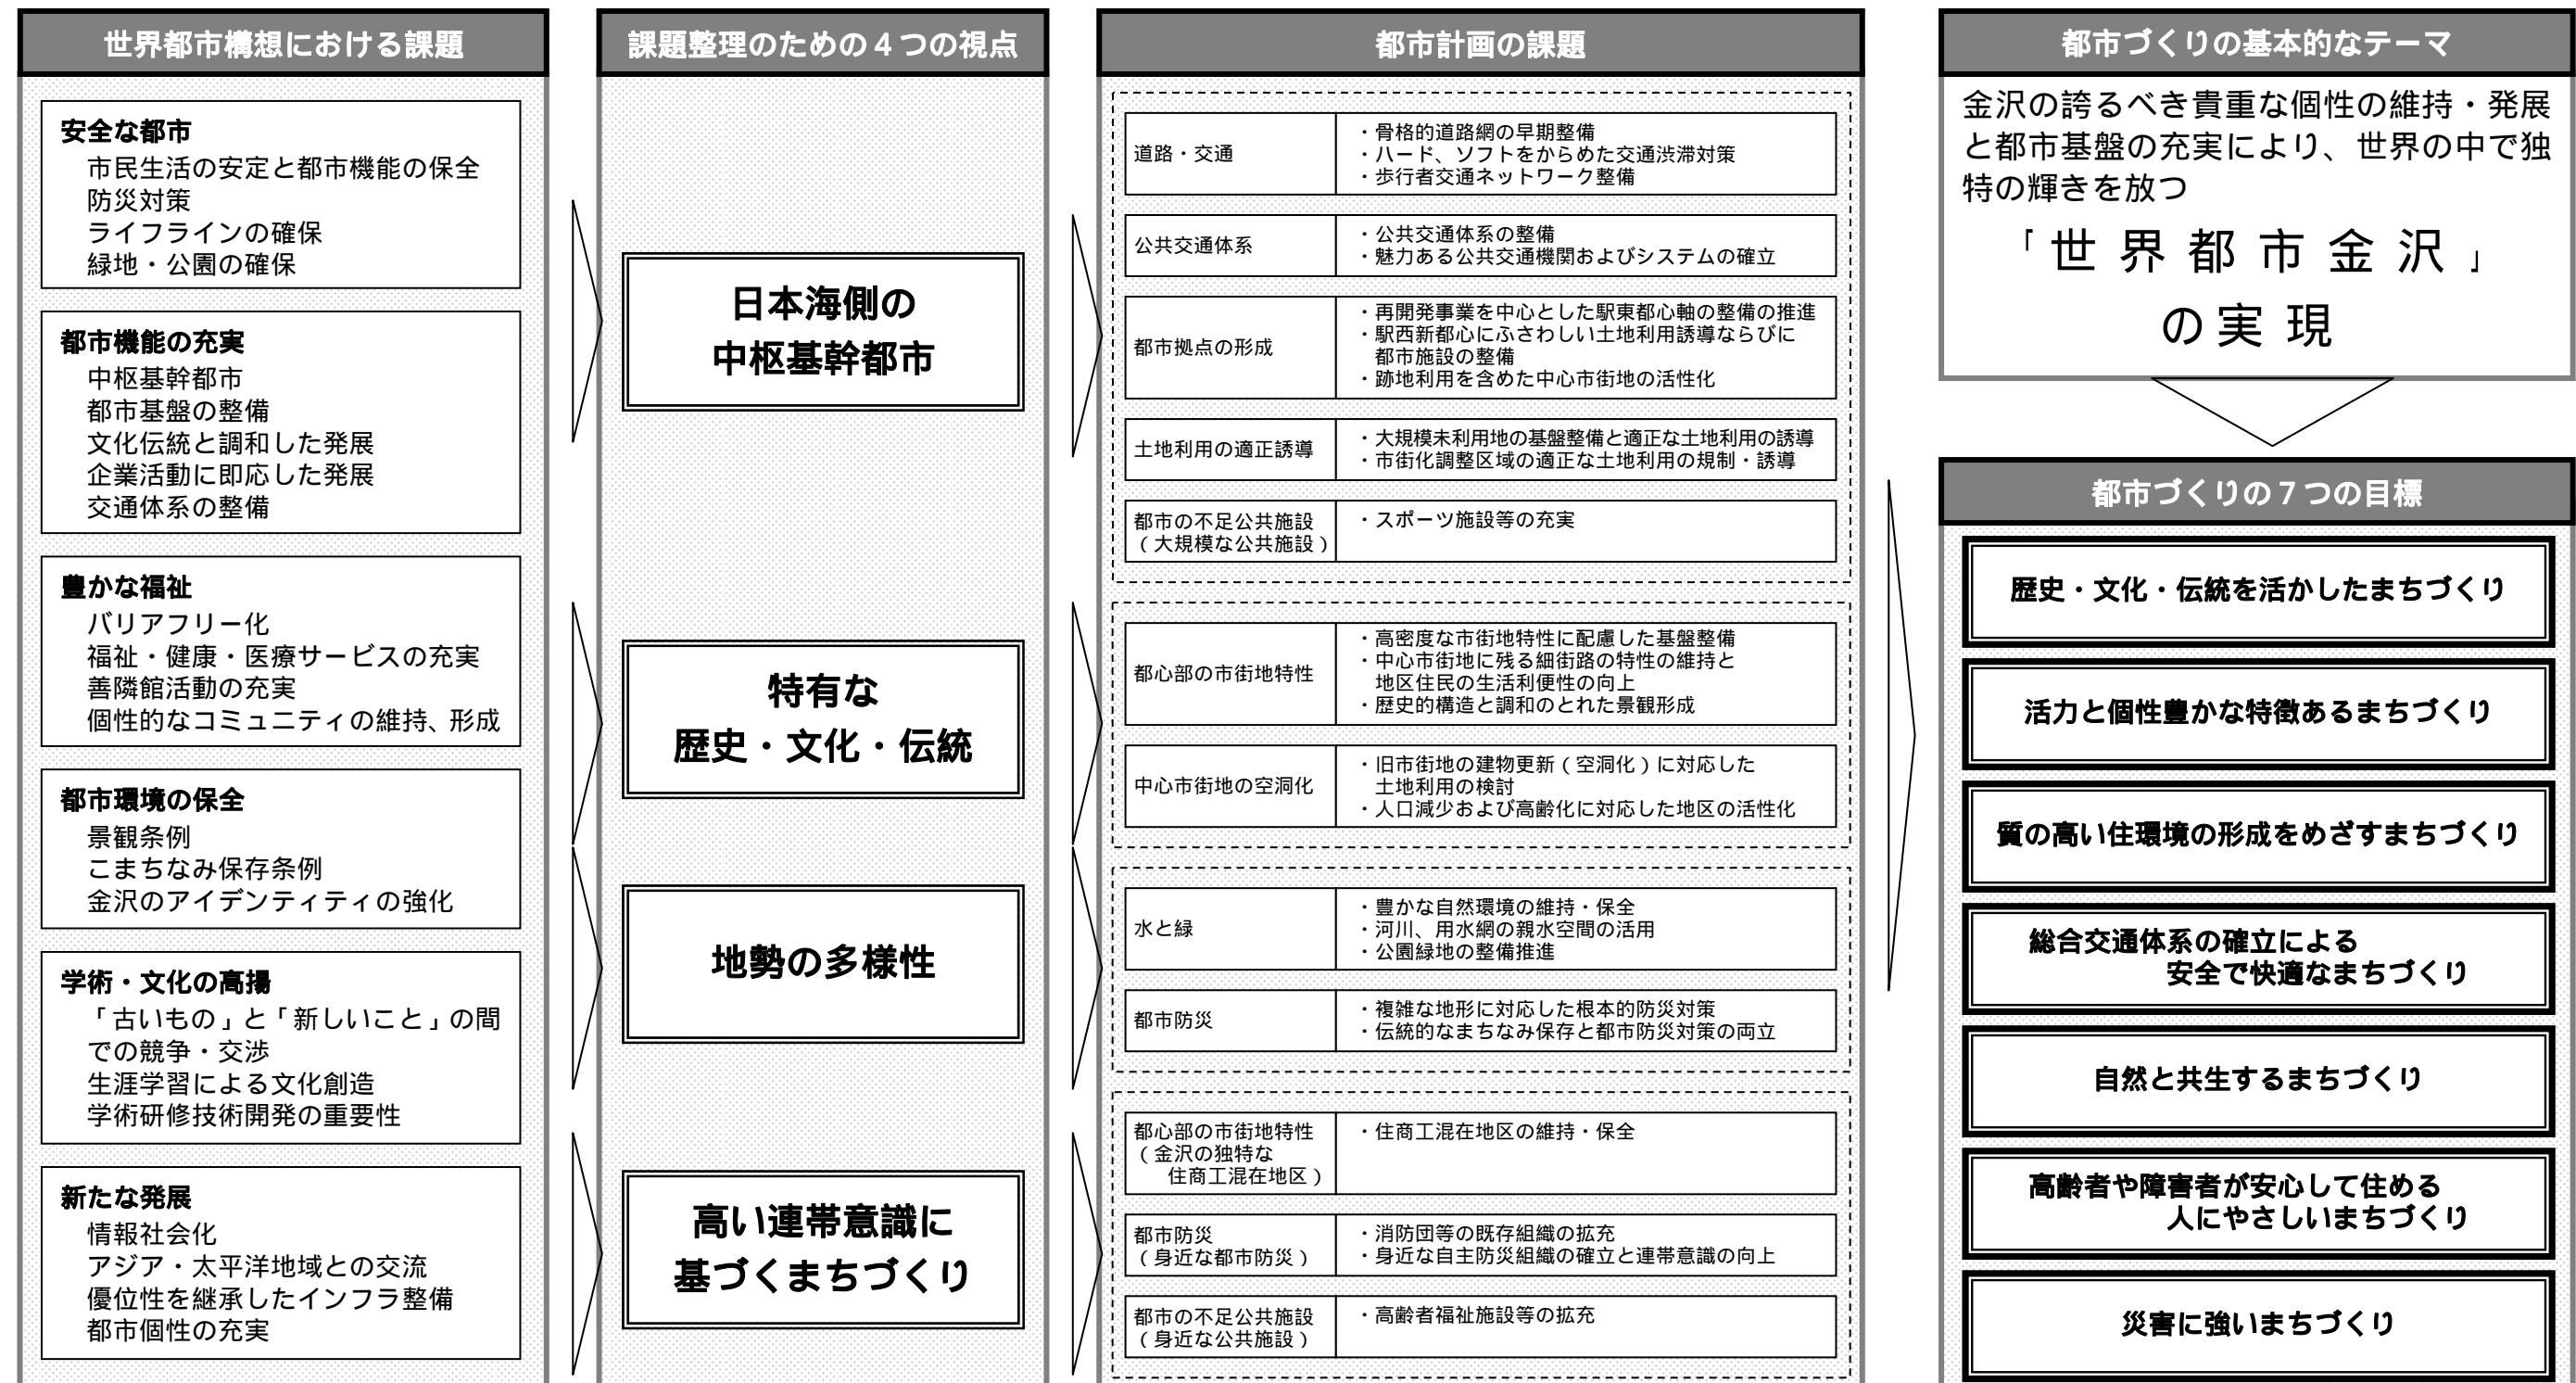 世界都市構想における課題
安全な都市
市民生活の安定と都市機能の保全
防災対策
ライフラインの確保
緑地・公園の確保
都市機能の充実
中枢基幹都市
都市基盤の整備
文化伝統と調和した発展
企業活動に即応した発展
交通体系の整備
豊かな福祉
バリアフリー化
福祉・健康・医療サービスの充実
善隣館活動の充実
個性的なコミュニティの維持、形成
都市環境の保全
景観条例
こまちなみ保存条例
金沢のアイデンティティの強化
学術・文化の高揚
「古いもの」と「新しいこと」の間
での競争・交渉
生涯学習による文化創造
学術研修技術開発の重要性
新たな発展
情報社会化
アジア・太平洋地域との交流
優位性を継承したインフラ整備
都市個性の充実
課題整理のための４つの視点
日本海側の
中枢基幹都市
特有な
歴史・文化・伝統
地勢の多様性
高い連帯意識に
基づくまちづくり
都市計画の課題
道路・交通
・骨格的道路網の早期整備
・ハード、ソフトをからめた交通渋滞対策
・歩行者交通ネットワーク整備
公共交通体系
・公共交通体系の整備
・魅力ある公共交通機関およびシステムの確立
都市拠点の形成
・再開発事業を中心とした駅東都心軸の整備の推進
・駅西新都心にふさわしい土地利用誘導ならびに
都市施設の整備
・跡地利用を含めた中心市街地の活性化
土地利用の適正誘導
・大規模未利用地の基盤整備と適正な土地利用の誘導
・市街化調整区域の適正な土地利用の規制・誘導
都市の不足公共施設
（大規模な公共施設）
・スポーツ施設等の充実
都心部の市街地特性
・高密度な市街地特性に配慮した基盤整備
・中心市街地に残る細街路の特性の維持と
地区住民の生活利便性の向上
・歴史的構造と調和のとれた景観形成
中心市街地の空洞化
・旧市街地の建物更新（空洞化）に対応した
土地利用の検討
・人口減少および高齢化に対応した地区の活性化
水と緑
・豊かな自然環境の維持・保全
・河川、用水網の親水空間の活用
・公園緑地の整備推進
都市防災
・複雑な地形に対応した根本的防災対策
・伝統的なまちなみ保存と都市防災対策の両立
都心部の市街地特性
（金沢の独特な
住商工混在地区）
・住商工混在地区の維持・保全
都市防災
（身近な都市防災）
・消防団等の既存組織の拡充
・身近な自主防災組織の確立と連帯意識の向上
都市の不足公共施設
（身近な公共施設）
・高齢者福祉施設等の拡充
都市づくりの基本的なテーマ
金沢の誇るべき貴重な個性の維持・発展
と都市基盤の充実により、世界の中で独
特の輝きを放つ
「世界都市金沢」
の実現
都市づくりの７つの目標
歴史・文化・伝統を活かしたまちづくり
活力と個性豊かな特徴あるまちづくり
質の高い住環境の形成をめざすまちづくり
総合交通体系の確立による
安全で快適なまちづくり
自然と共生するまちづくり
高齢者や障害者が安心して住める
人にやさしいまちづくり
災害に強いまちづくり